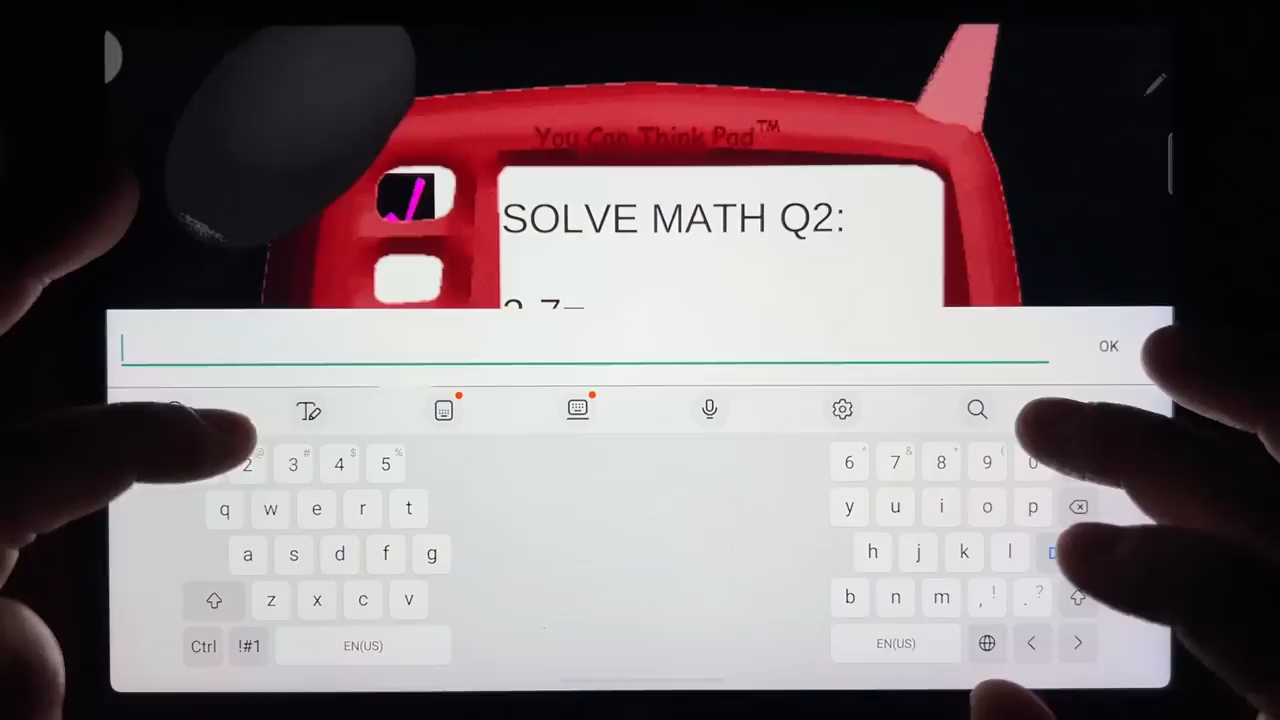 You Can Think Pad™
SOLVE MATH Q2:
OK
2 @ 3 # 4 $ 5 % 6 ^ 7 & 8 * 9 ( 0
q w e r t y u i o p
a s d f g h j k l
z x c v b n m , ! . ?
Ctrl !#1 EN(US) EN(US) < >